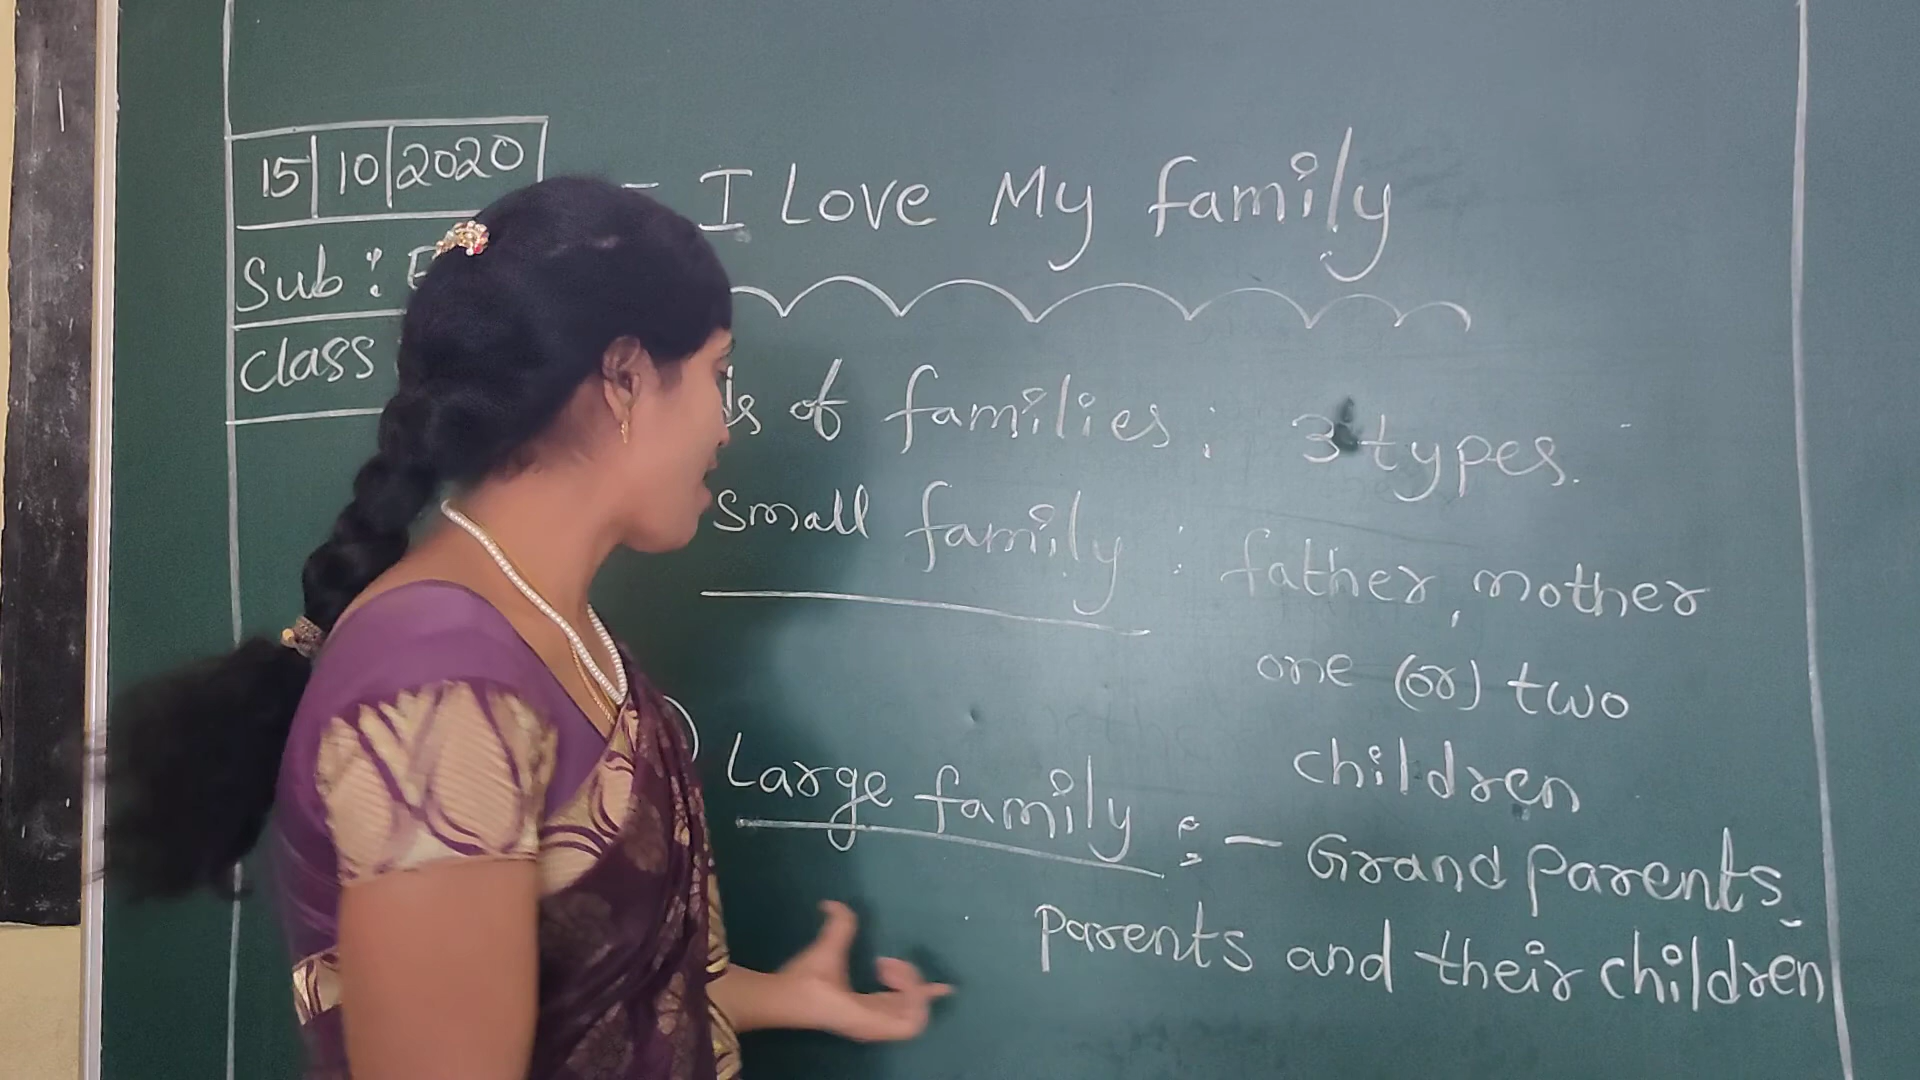 15 10 2020
Sub :
Class
- I Love My family
of families : 3 types.
Small family : father, mother
one (or) two
children
Large family : - Grand Parents,
Parents and their children